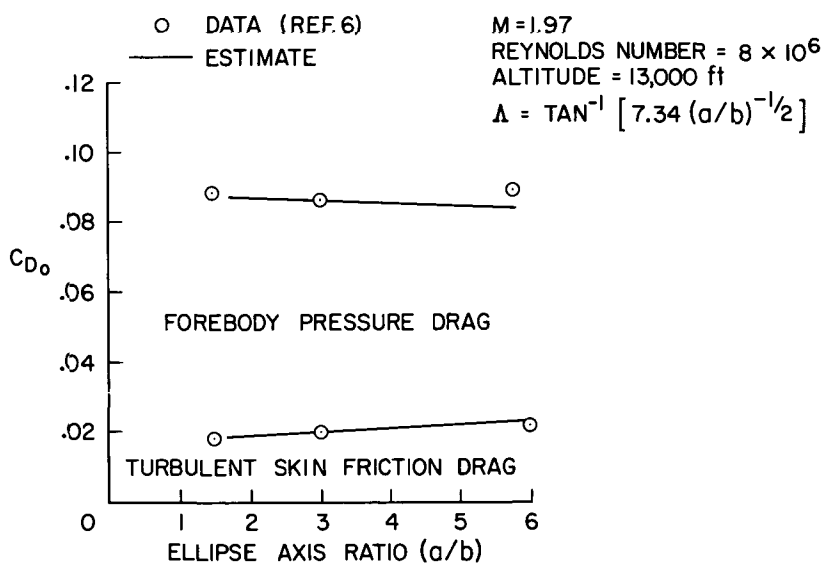 ⊙ DATA (REF. 6)
— ESTIMATE
M = 1.97
REYNOLDS NUMBER = 8 × 10⁶
ALTITUDE = 13,000 ft
Λ = TAN⁻¹ [7.34 (a/b)⁻¹/²]
.12
.10
.08
C_D₀
.06
FOREBODY PRESSURE DRAG
.04
.02
TURBULENT SKIN FRICTION DRAG
0 1 2 3 4 5 6
ELLIPSE AXIS RATIO (a/b)